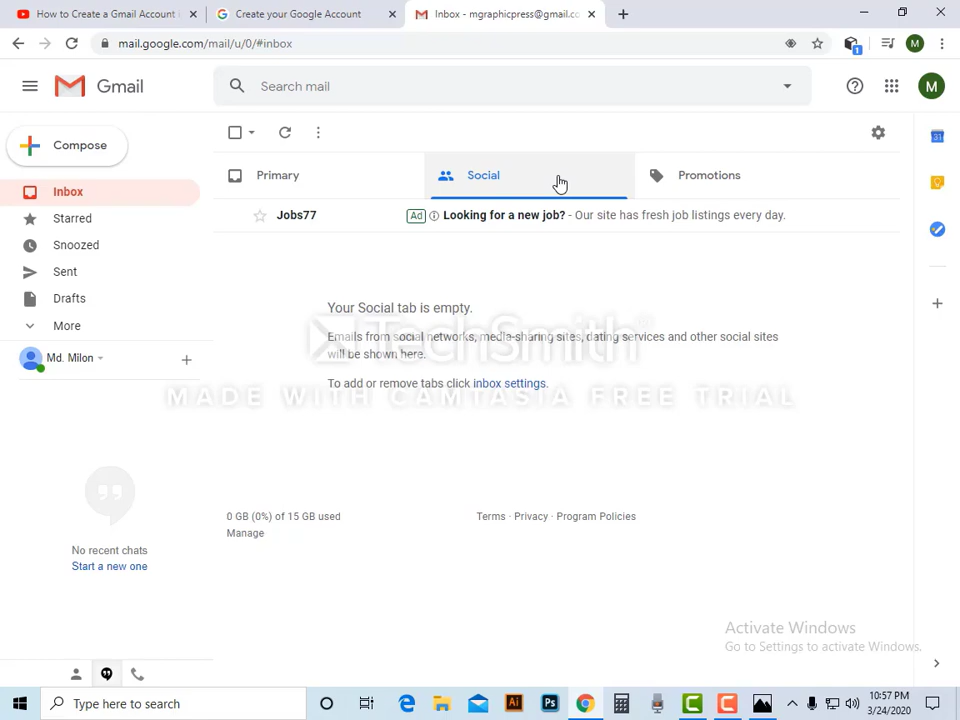 How to Create a Gmail Account
Create your Google Account
Inbox - mgraphicpress@gmail.co
mail.google.com/mail/u/0/#inbox
1
M
Gmail
Search mail
M
Compose
Primary
Social
Promotions
31
Inbox
Jobs77
Ad
Looking for a new job? - Our site has fresh job listings every day.
Starred
Snoozed
Sent
Drafts
More
Your Social tab is empty.
Emails from social networks, media-sharing sites, dating services and other social sites
will be shown here.
To add or remove tabs click inbox settings.
TechSmith®
MADE WITH CAMTASIA FREE TRIAL
Md. Milon
No recent chats
Start a new one
0 GB (0%) of 15 GB used
Manage
Terms · Privacy · Program Policies
Activate Windows
Go to Settings to activate Windows.
Type here to search
Ai
Ps
C
C
10:57 PM
3/24/2020